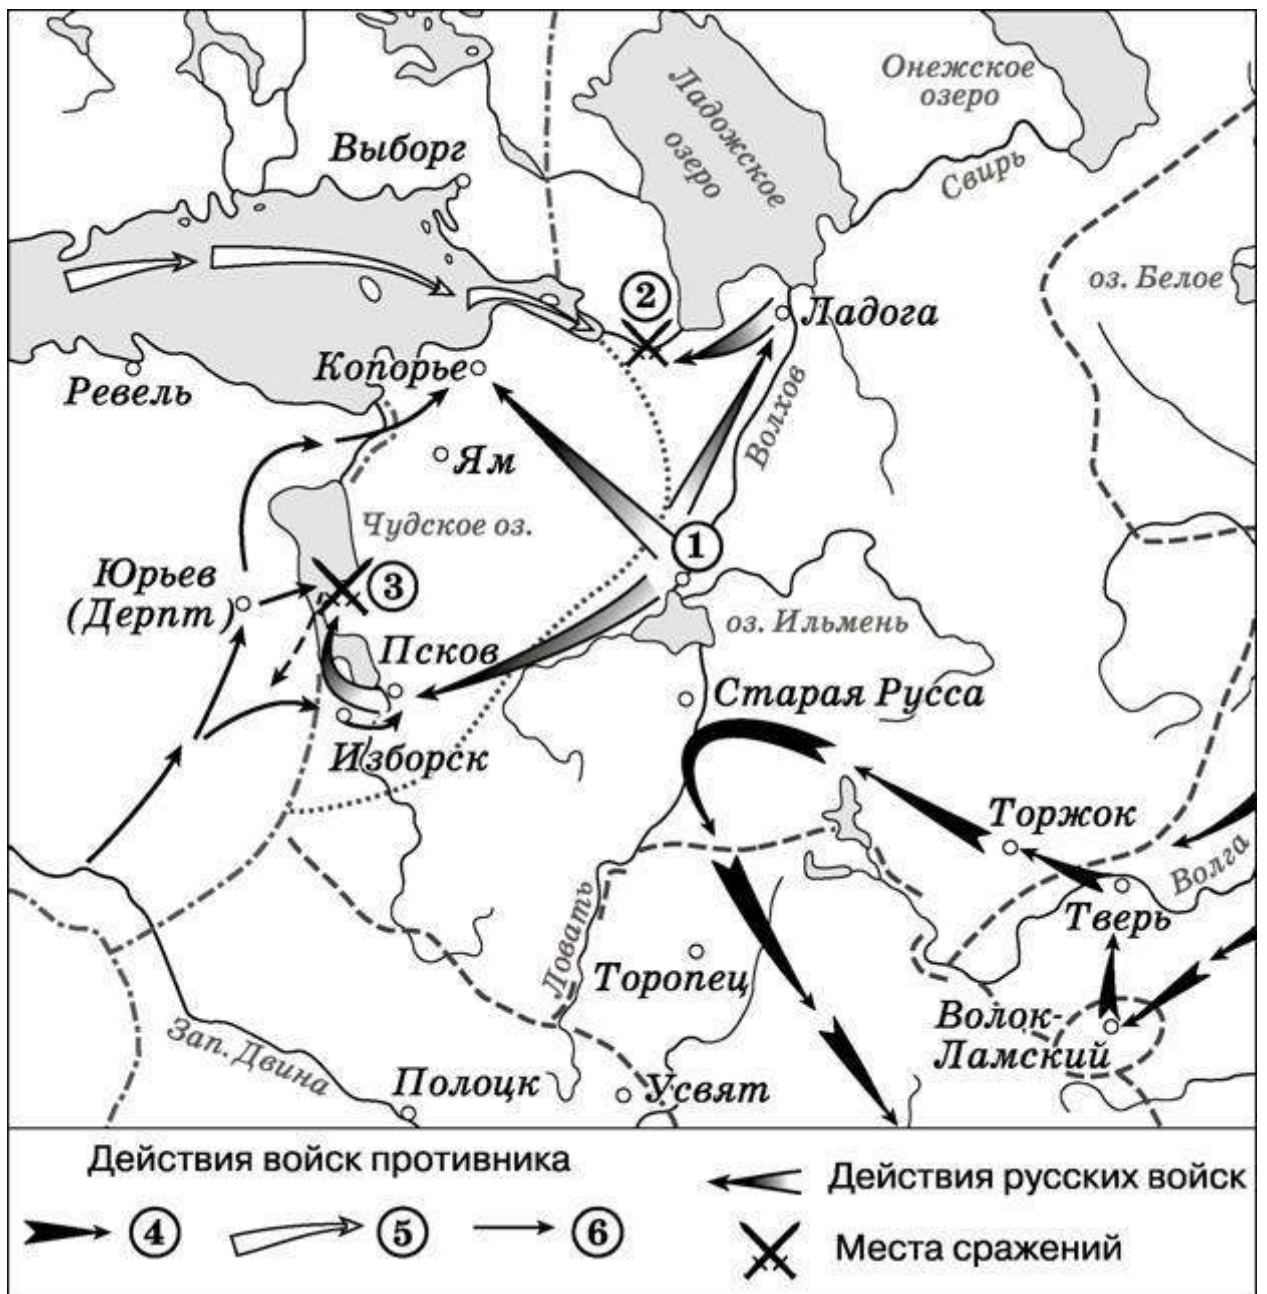 Онежское
озеро
Ладожское
озеро
Выборг
Свирь
оз. Белое
2
Ладога
Копорье
Ревель
Волхов
Ям
Чудское оз.
1
Юрьев
(Дерпт)
3
оз. Ильмень
Псков
Старая Русса
Изборск
Торжок
Волга
Тверь
Ловать
Торопец
Волок-
Ламский
Зап. Двина
Полоцк
Усвят
Действия войск противника
4
5
6
Действия русских войск
Места сражений